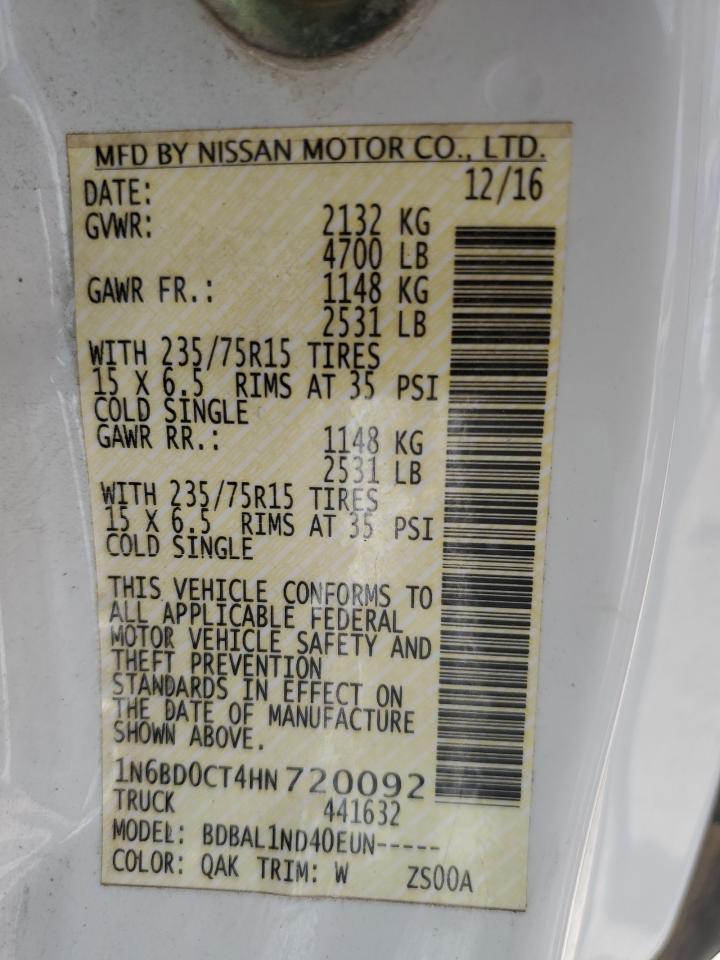 MFD BY NISSAN MOTOR CO., LTD.
DATE: 12/16
GVWR: 2132 KG
4700 LB
GAWR FR.: 1148 KG
2531 LB
WITH 235/75R15 TIRES
15 X 6.5 RIMS AT 35 PSI
COLD SINGLE
GAWR RR.: 1148 KG
2531 LB
WITH 235/75R15 TIRES
15 X 6.5 RIMS AT 35 PSI
COLD SINGLE
THIS VEHICLE CONFORMS TO
ALL APPLICABLE FEDERAL
MOTOR VEHICLE SAFETY AND
THEFT PREVENTION
STANDARDS IN EFFECT ON
THE DATE OF MANUFACTURE
SHOWN ABOVE.
1N6BD0CT4HN720092
TRUCK 441632
MODEL: BDBAL1ND40EUN-----
COLOR: QAK TRIM: W ZS00A